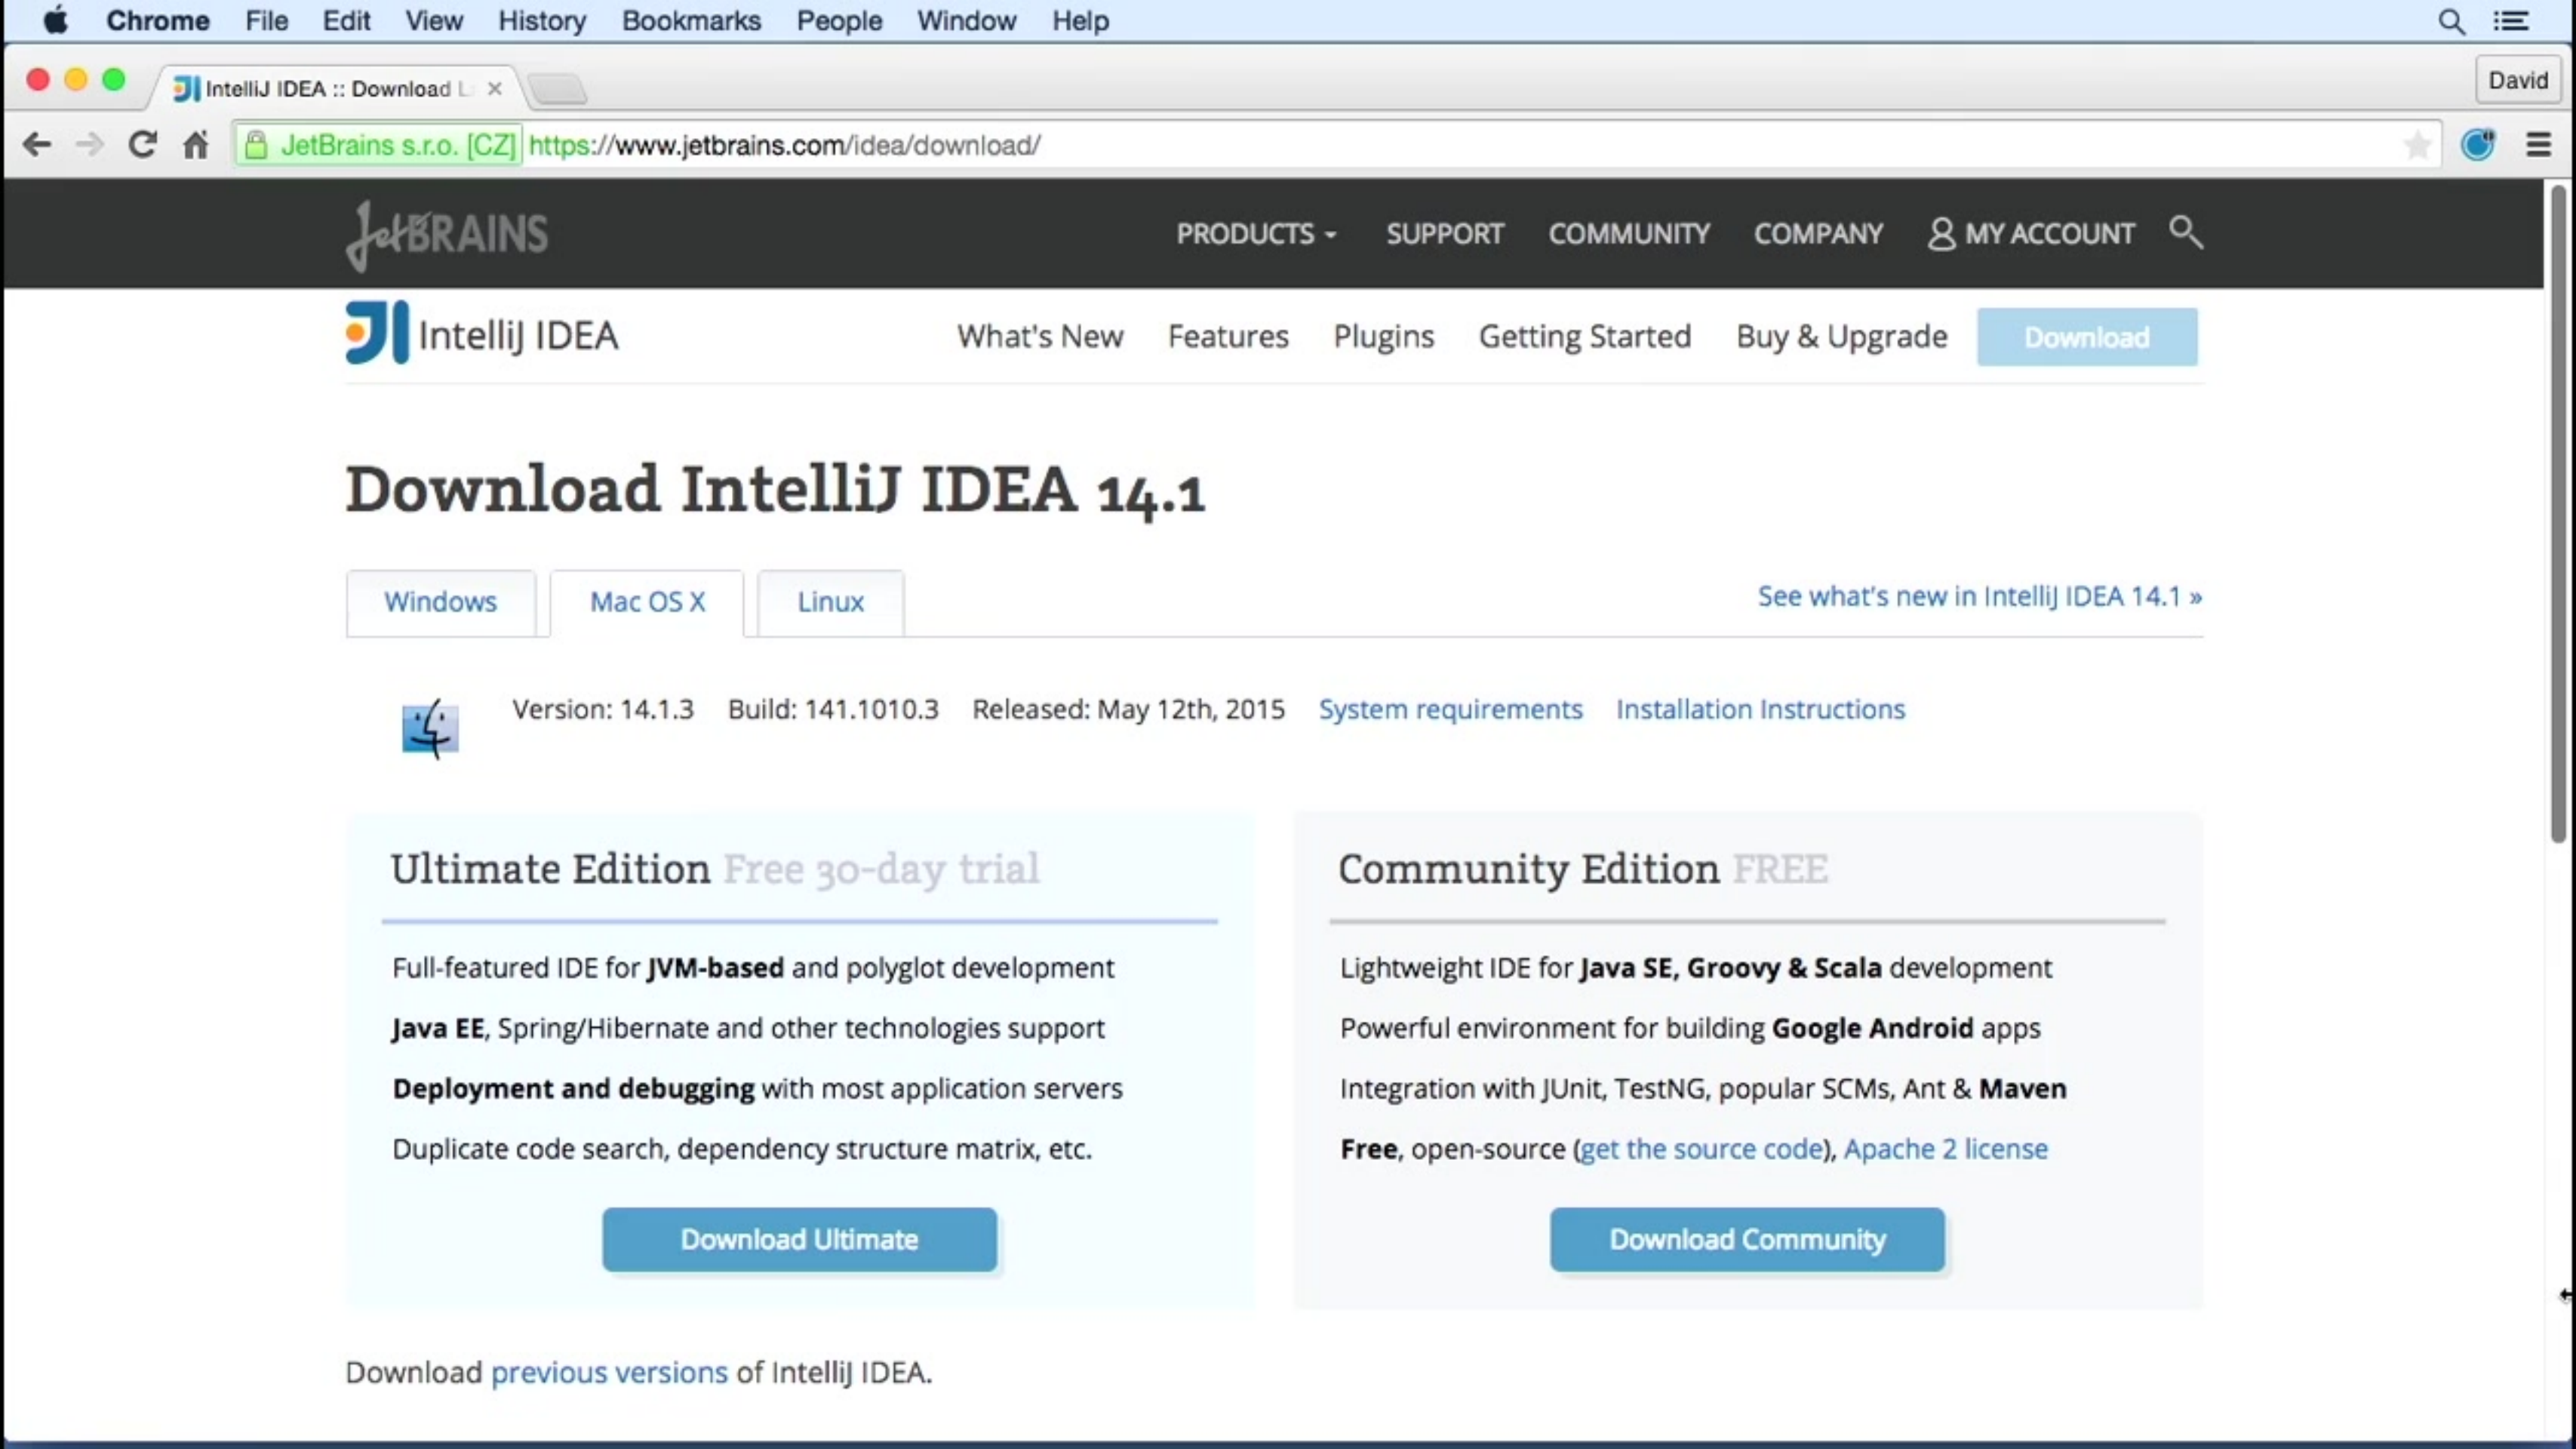 Chrome File Edit View History Bookmarks People Window Help
IntelliJ IDEA :: Download L
David
JetBrains s.r.o. [CZ] https://www.jetbrains.com/idea/download/
JetBRAINS
PRODUCTS SUPPORT COMMUNITY COMPANY MY ACCOUNT
IntelliJ IDEA
What's New Features Plugins Getting Started Buy & Upgrade Download
Download IntelliJ IDEA 14.1
Windows Mac OS X Linux
See what's new in IntelliJ IDEA 14.1 »
Version: 14.1.3 Build: 141.1010.3 Released: May 12th, 2015 System requirements Installation Instructions
Ultimate Edition Free 30-day trial
Full-featured IDE for JVM-based and polyglot development
Java EE, Spring/Hibernate and other technologies support
Deployment and debugging with most application servers
Duplicate code search, dependency structure matrix, etc.
Download Ultimate
Community Edition FREE
Lightweight IDE for Java SE, Groovy & Scala development
Powerful environment for building Google Android apps
Integration with JUnit, TestNG, popular SCMs, Ant & Maven
Free, open-source (get the source code), Apache 2 license
Download Community
Download previous versions of IntelliJ IDEA.